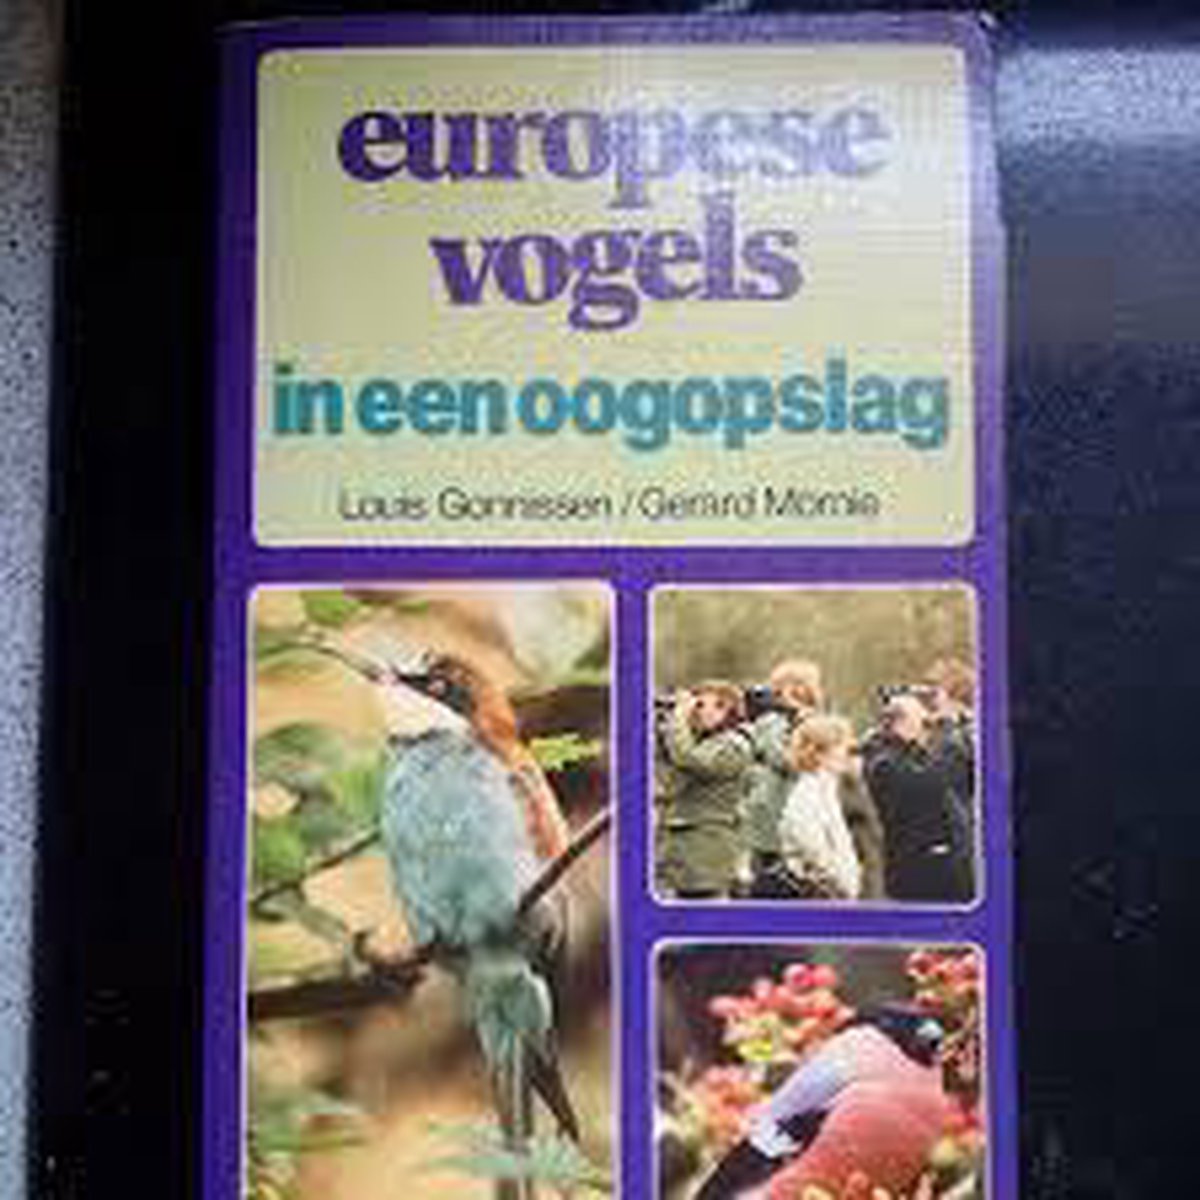 europese
vogels
in een oogopslag
Louis Gonnissen / Gerard Mornie